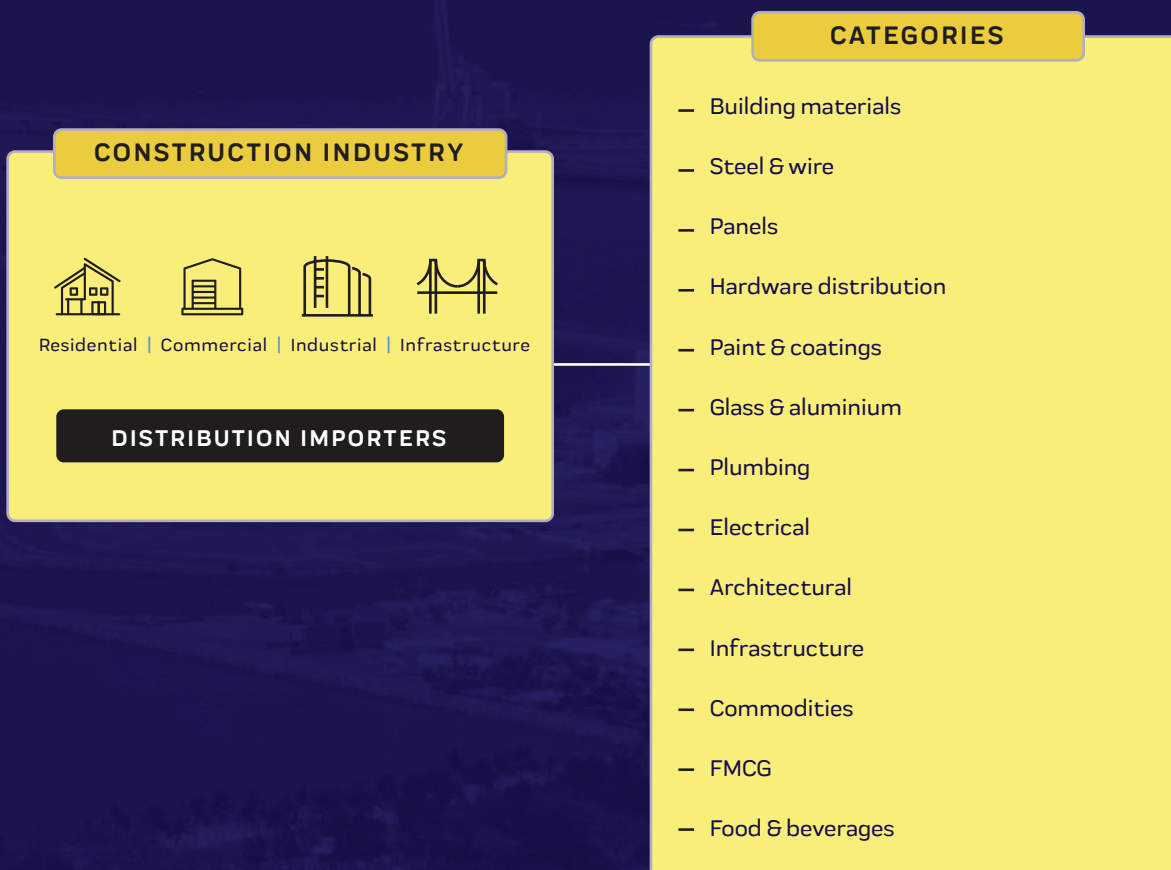 CONSTRUCTION INDUSTRY
Residential | Commercial | Industrial | Infrastructure
DISTRIBUTION IMPORTERS
CATEGORIES
– Building materials
– Steel & wire
– Panels
– Hardware distribution
– Paint & coatings
– Glass & aluminium
– Plumbing
– Electrical
– Architectural
– Infrastructure
– Commodities
– FMCG
– Food & beverages